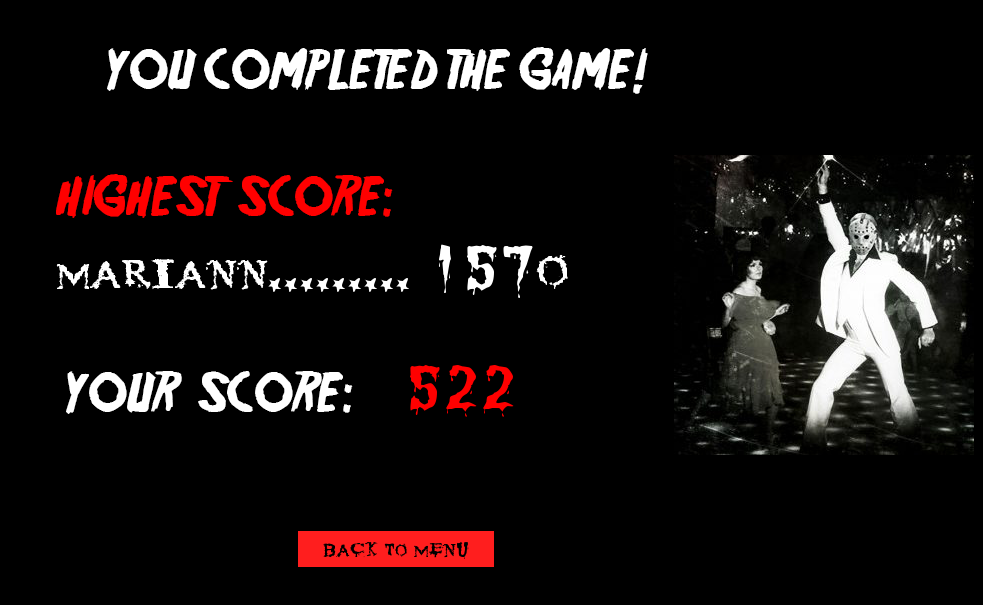 YOU COMPLETED THE GAME!
HIGHEST SCORE:
MARIANN......... 1570
YOUR SCORE: 522
BACK TO MENU